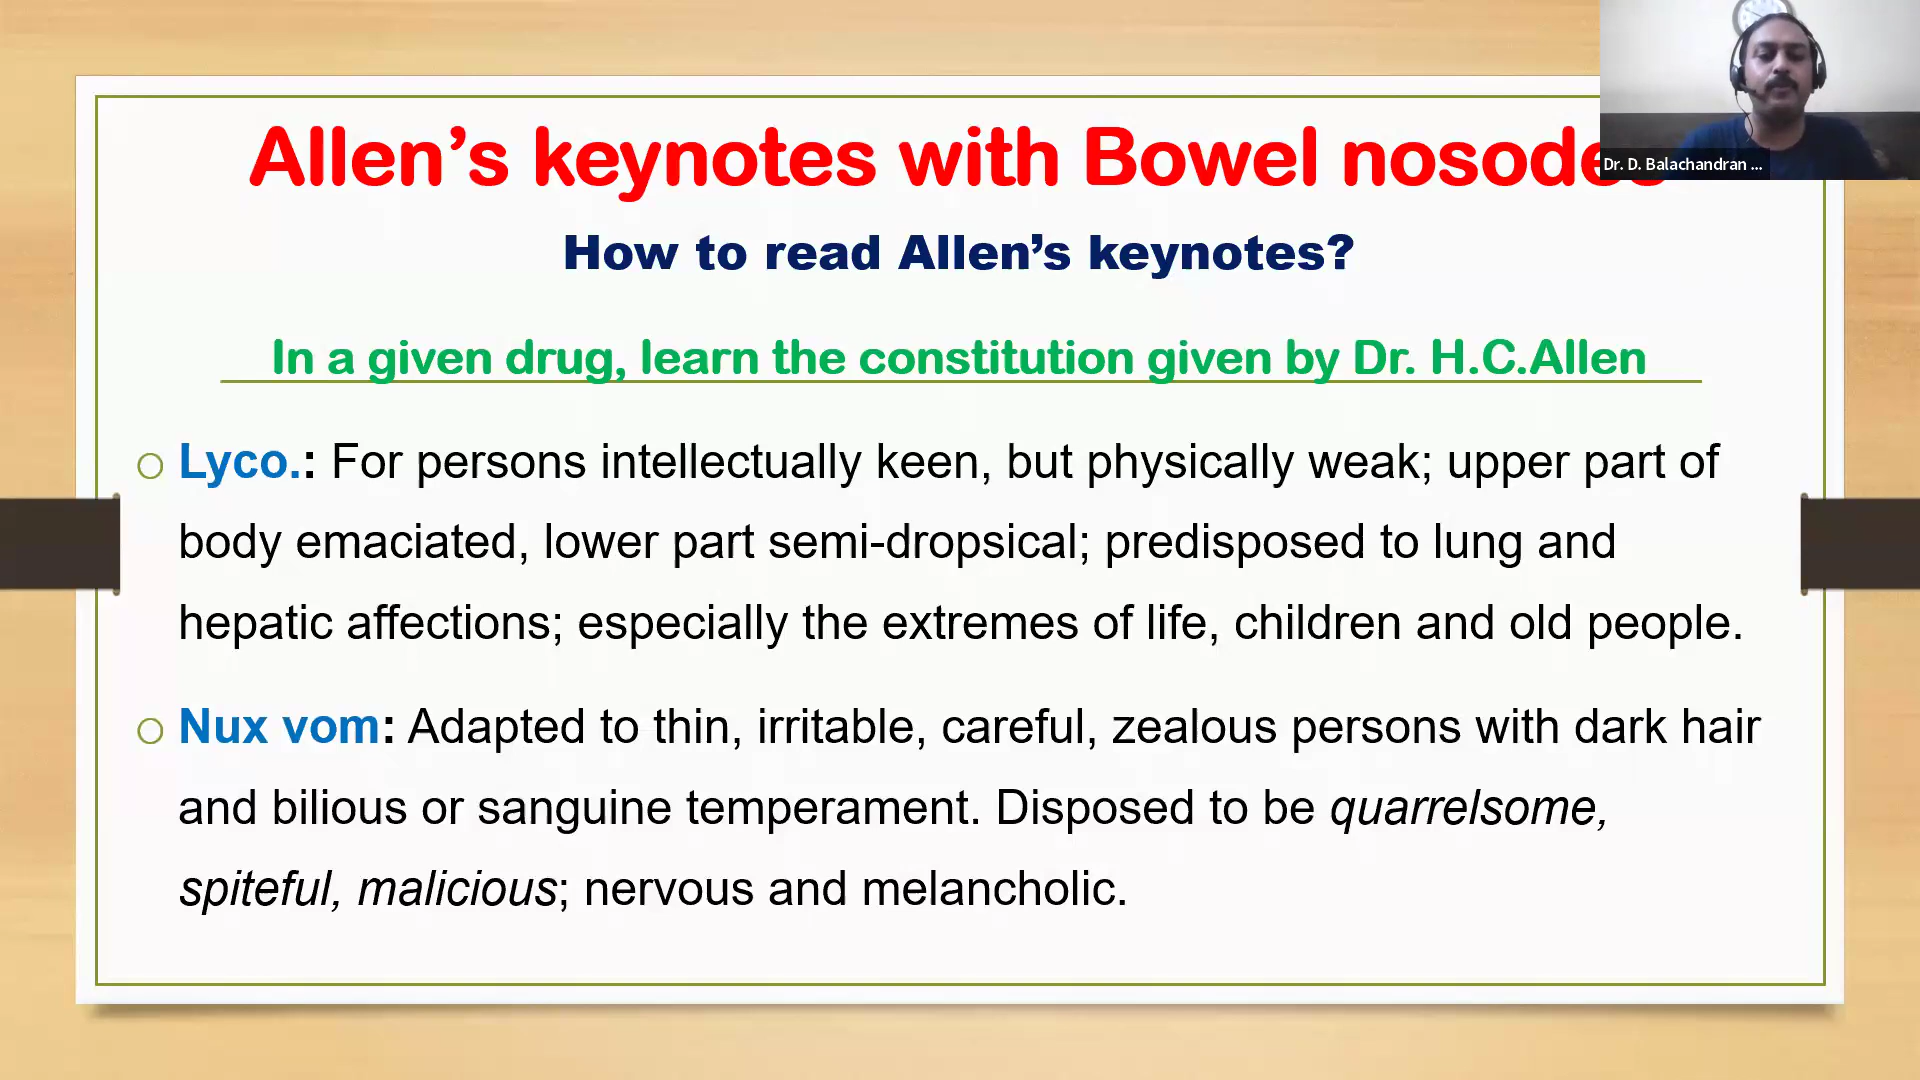 Allen’s keynotes with Bowel nosodes
Dr. D. Balachandran ...
How to read Allen’s keynotes?
In a given drug, learn the constitution given by Dr. H.C.Allen
Lyco.: For persons intellectually keen, but physically weak; upper part of
body emaciated, lower part semi-dropsical; predisposed to lung and
hepatic affections; especially the extremes of life, children and old people.
Nux vom: Adapted to thin, irritable, careful, zealous persons with dark hair
and bilious or sanguine temperament. Disposed to be quarrelsome,
spiteful, malicious; nervous and melancholic.